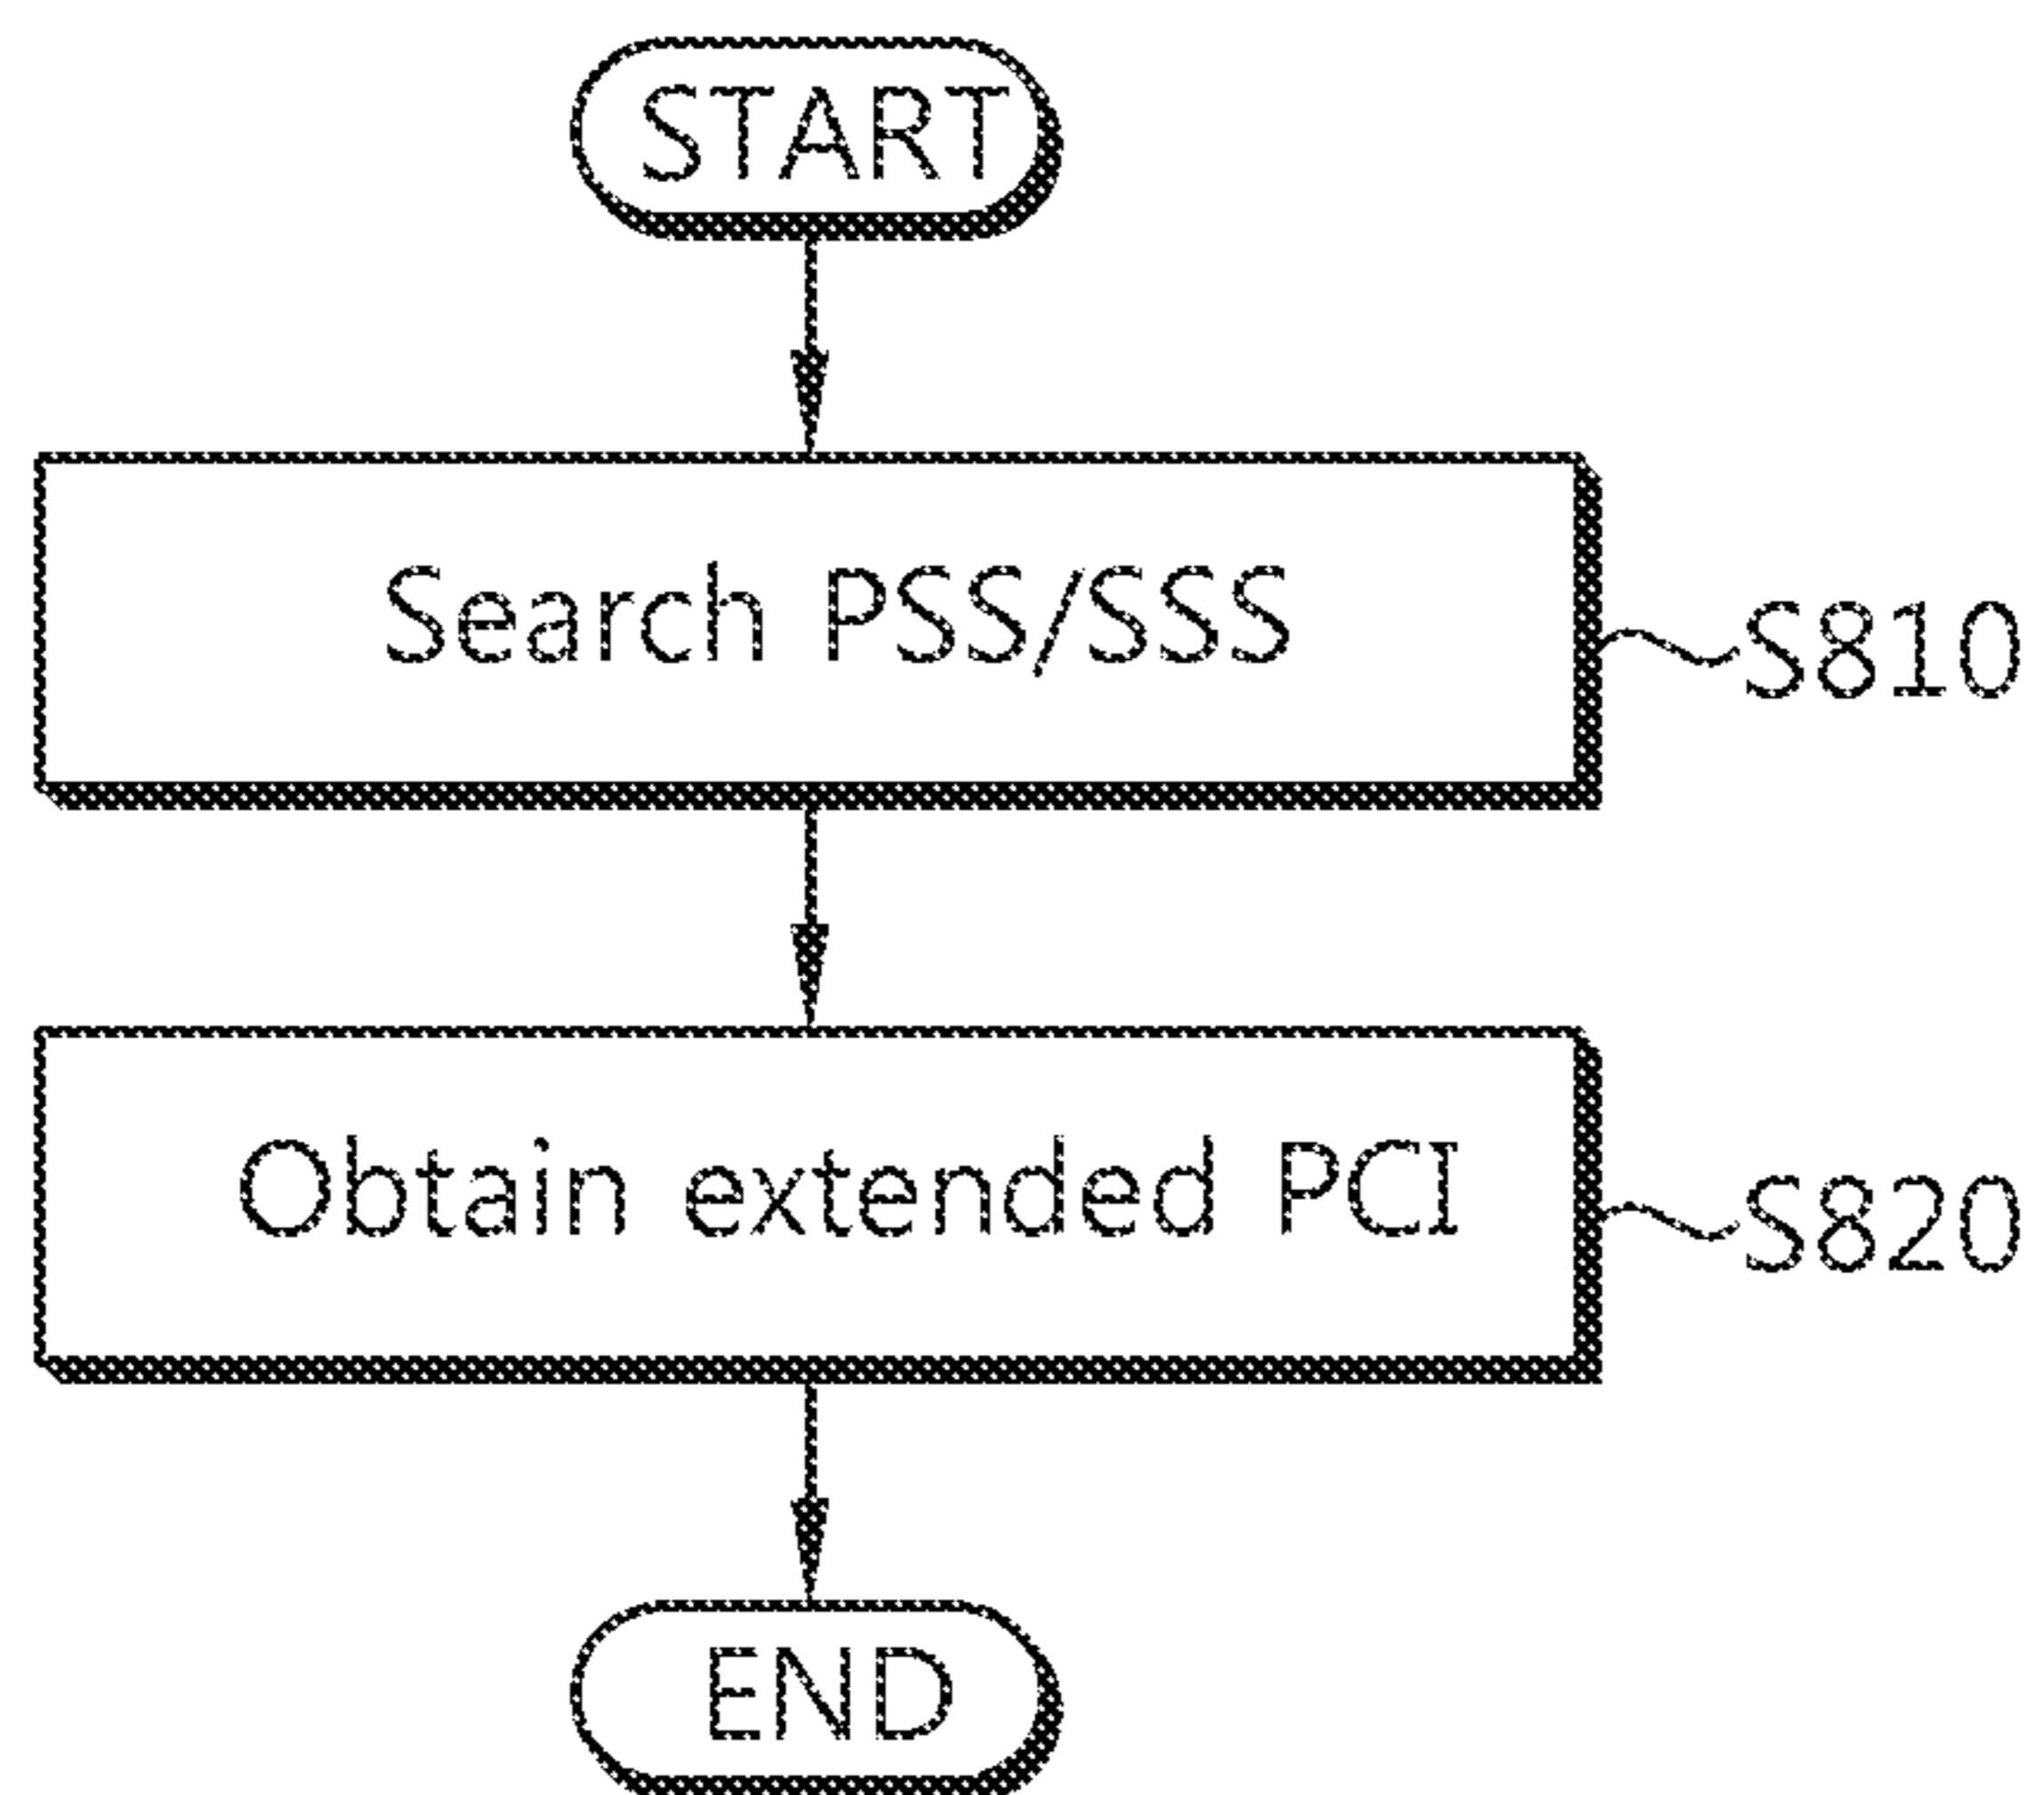 START
Search PSS/SSS
S810
Obtain extended PCI
S820
END